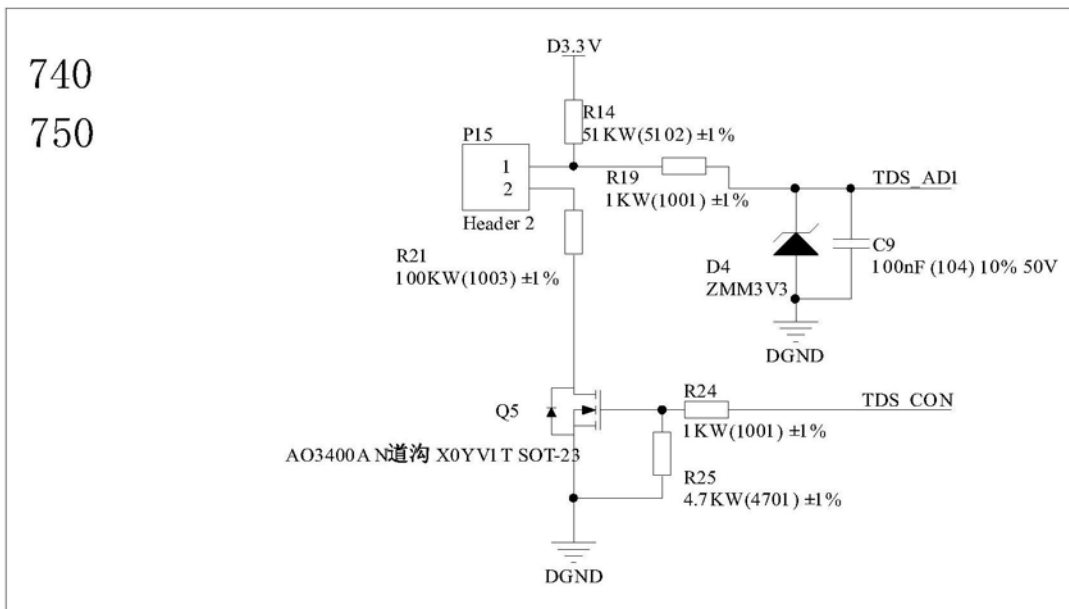 740
750
D3.3V
R14
51KW(5102) ±1%
P15
1
2
Header 2
R19
1KW(1001) ±1%
TDS_AD1
R21
100KW(1003) ±1%
D4
ZMM3V3
C9
100nF (104) 10% 50V
DGND
Q5
AO3400A N道沟 X0YV1T SOT-23
R24
1KW(1001) ±1%
TDS_CON
R25
4.7KW(4701) ±1%
DGND